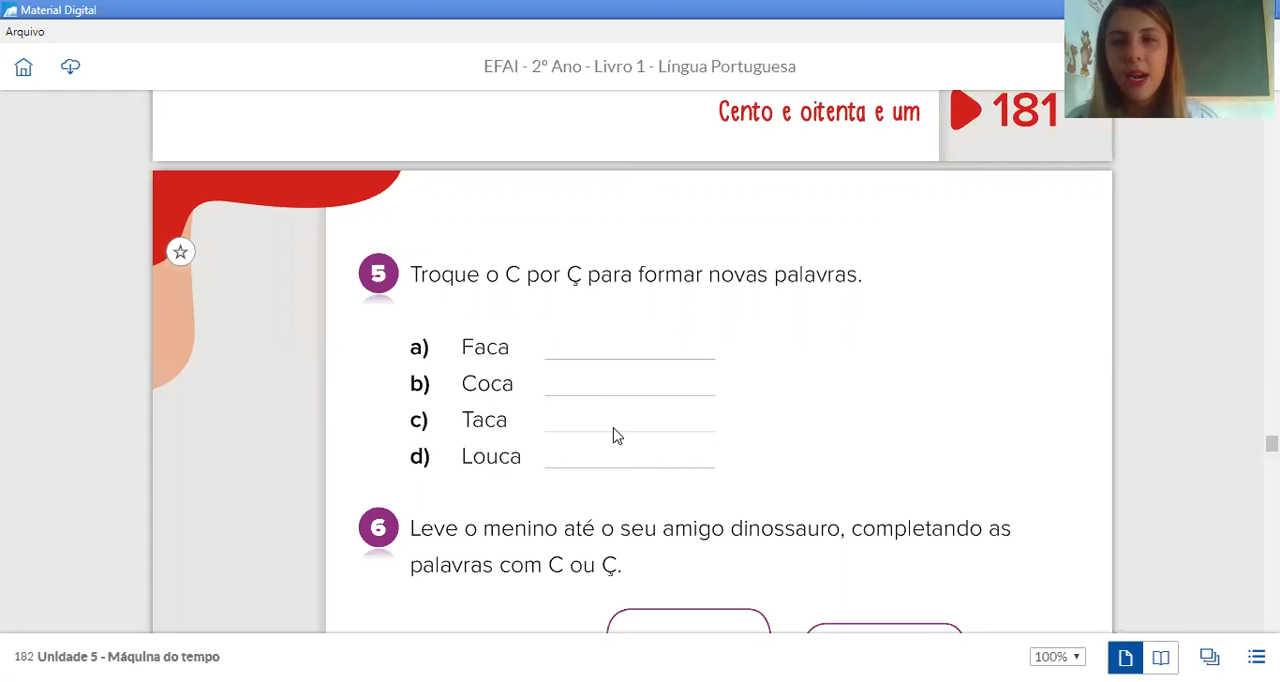 Material Digital
Arquivo
EFAI - 2º Ano - Livro 1 - Língua Portuguesa
Cento e oitenta e um 181
5 Troque o C por Ç para formar novas palavras.
a) Faca
b) Coca
c) Taca
d) Louca
6 Leve o menino até o seu amigo dinossauro, completando as
palavras com C ou Ç.
182 Unidade 5 - Máquina do tempo
100%